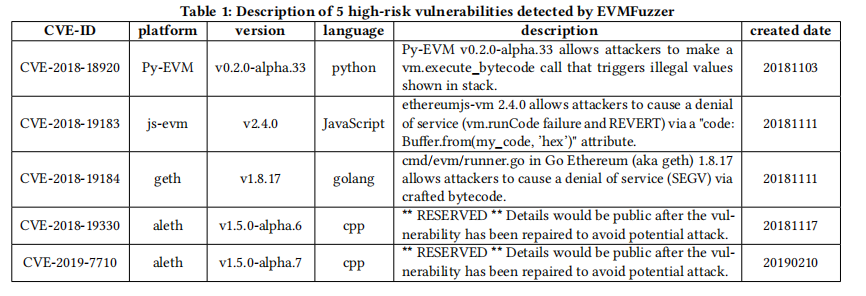 Table 1: Description of 5 high-risk vulnerabilities detected by EVMFuzzer
CVE-ID platform version language description created date
CVE-2018-18920 Py-EVM v0.2.0-alpha.33 python Py-EVM v0.2.0-alpha.33 allows attackers to make a
vm.execute_bytecode call that triggers illegal values
shown in stack. 20181103
CVE-2018-19183 js-evm v2.4.0 JavaScript ethereumjs-vm 2.4.0 allows attackers to cause a denial
of service (vm.runCode failure and REVERT) via a "code:
Buffer.from(my_code, 'hex')" attribute. 20181111
CVE-2018-19184 geth v1.8.17 golang cmd/evm/runner.go in Go Ethereum (aka geth) 1.8.17
allows attackers to cause a denial of service (SEGV) via
crafted bytecode. 20181111
CVE-2018-19330 aleth v1.5.0-alpha.6 cpp ** RESERVED ** Details would be public after the vul-
nerability has been repaired to avoid potential attack. 20181117
CVE-2019-7710 aleth v1.5.0-alpha.7 cpp ** RESERVED ** Details would be public after the vul-
nerability has been repaired to avoid potential attack. 20190210